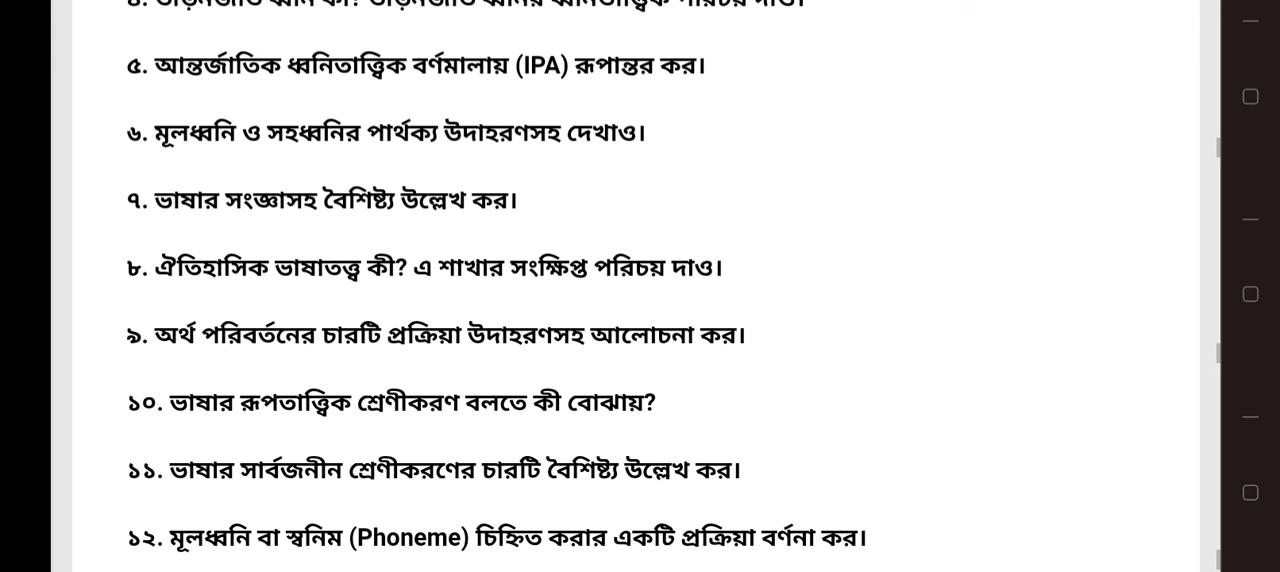 ৫. আন্তর্জাতিক ধ্বনিতাত্ত্বিক বর্ণমালায় (IPA) রূপান্তর কর।
৬. মূলধ্বনি ও সহধ্বনির পার্থক্য উদাহরণসহ দেখাও।
৭. ভাষার সংজ্ঞাসহ বৈশিষ্ট্য উল্লেখ কর।
৮. ঐতিহাসিক ভাষাতত্ত্ব কী? এ শাখার সংক্ষিপ্ত পরিচয় দাও।
৯. অর্থ পরিবর্তনের চারটি প্রক্রিয়া উদাহরণসহ আলোচনা কর।
১০. ভাষার রূপতাত্ত্বিক শ্রেণীকরণ বলতে কী বোঝায়?
১১. ভাষার সার্বজনীন শ্রেণীকরণের চারটি বৈশিষ্ট্য উল্লেখ কর।
১২. মূলধ্বনি বা স্বনিম (Phoneme) চিহ্নিত করার একটি প্রক্রিয়া বর্ণনা কর।